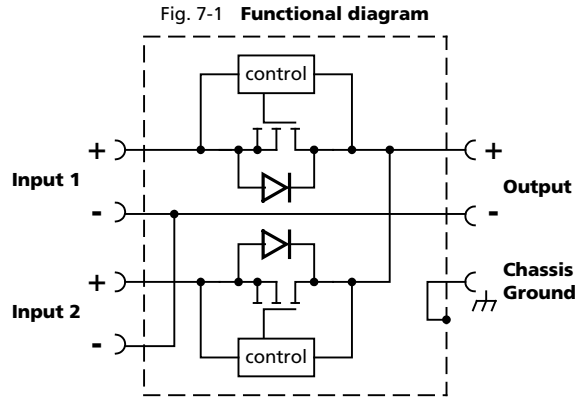 Fig. 7-1 Functional diagram
control
+
+
Input 1
Output
-
-
+
Chassis
Ground
Input 2
-
control